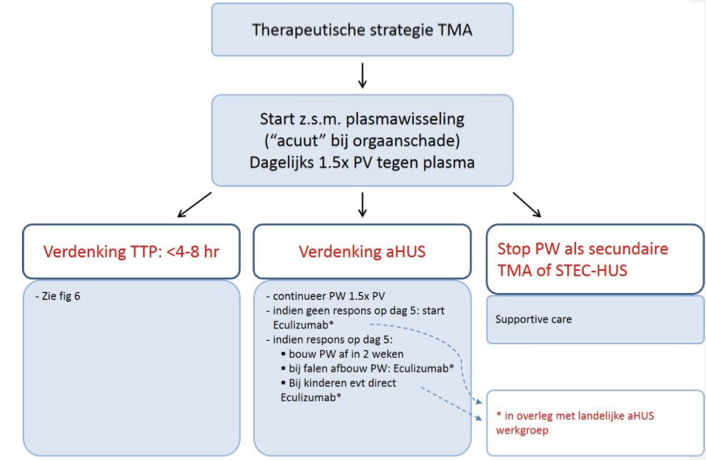 Therapeutische strategie TMA
Start z.s.m. plasmawisseling
(“acuut” bij orgaanschade)
Dagelijks 1.5x PV tegen plasma
Verdenking TTP: <4-8 hr
- Zie fig 6
Verdenking aHUS
- continueer PW 1.5x PV
- indien geen respons op dag 5: start
Eculizumab*
- indien respons op dag 5:
▪ bouw PW af in 2 weken
▪ bij falen afbouw PW: Eculizumab*
▪ Bij kinderen evt direct
Eculizumab*
Stop PW als secundaire
TMA of STEC-HUS
Supportive care
* in overleg met landelijke aHUS
werkgroep